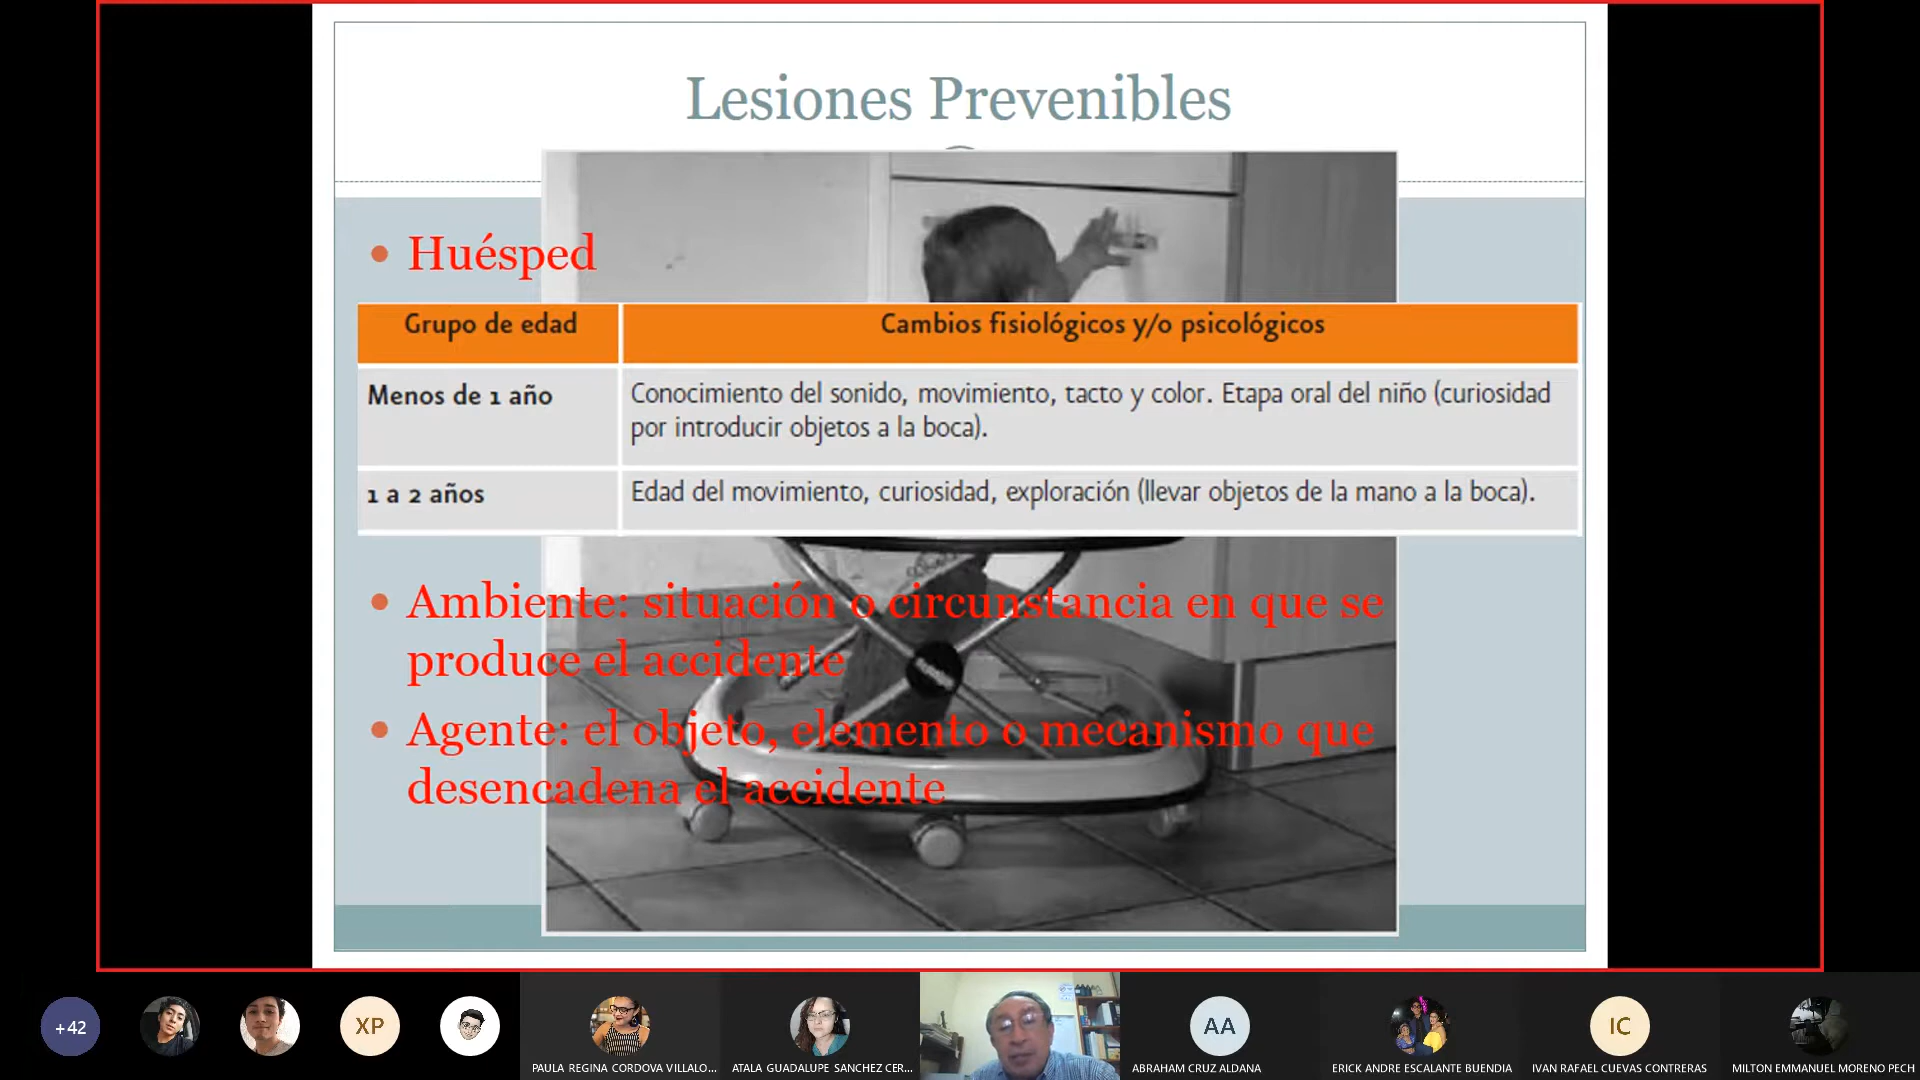 Lesiones Prevenibles
Huésped
Grupo de edad
Cambios fisiológicos y/o psicológicos
Menos de 1 año
Conocimiento del sonido, movimiento, tacto y color. Etapa oral del niño (curiosidad
por introducir objetos a la boca).
1 a 2 años
Edad del movimiento, curiosidad, exploración (llevar objetos de la mano a la boca).
Ambiente: situación o circunstancia en que se
produce el accidente
Agente: el objeto, elemento o mecanismo que
desencadena el accidente
+42
XP
PAULA REGINA CORDOVA VILLALO...
ATALA GUADALUPE SANCHEZ CER...
AA
ABRAHAM CRUZ ALDANA
ERICK ANDRE ESCALANTE BUENDIA
IC
IVAN RAFAEL CUEVAS CONTRERAS
MILTON EMMANUEL MORENO PECH